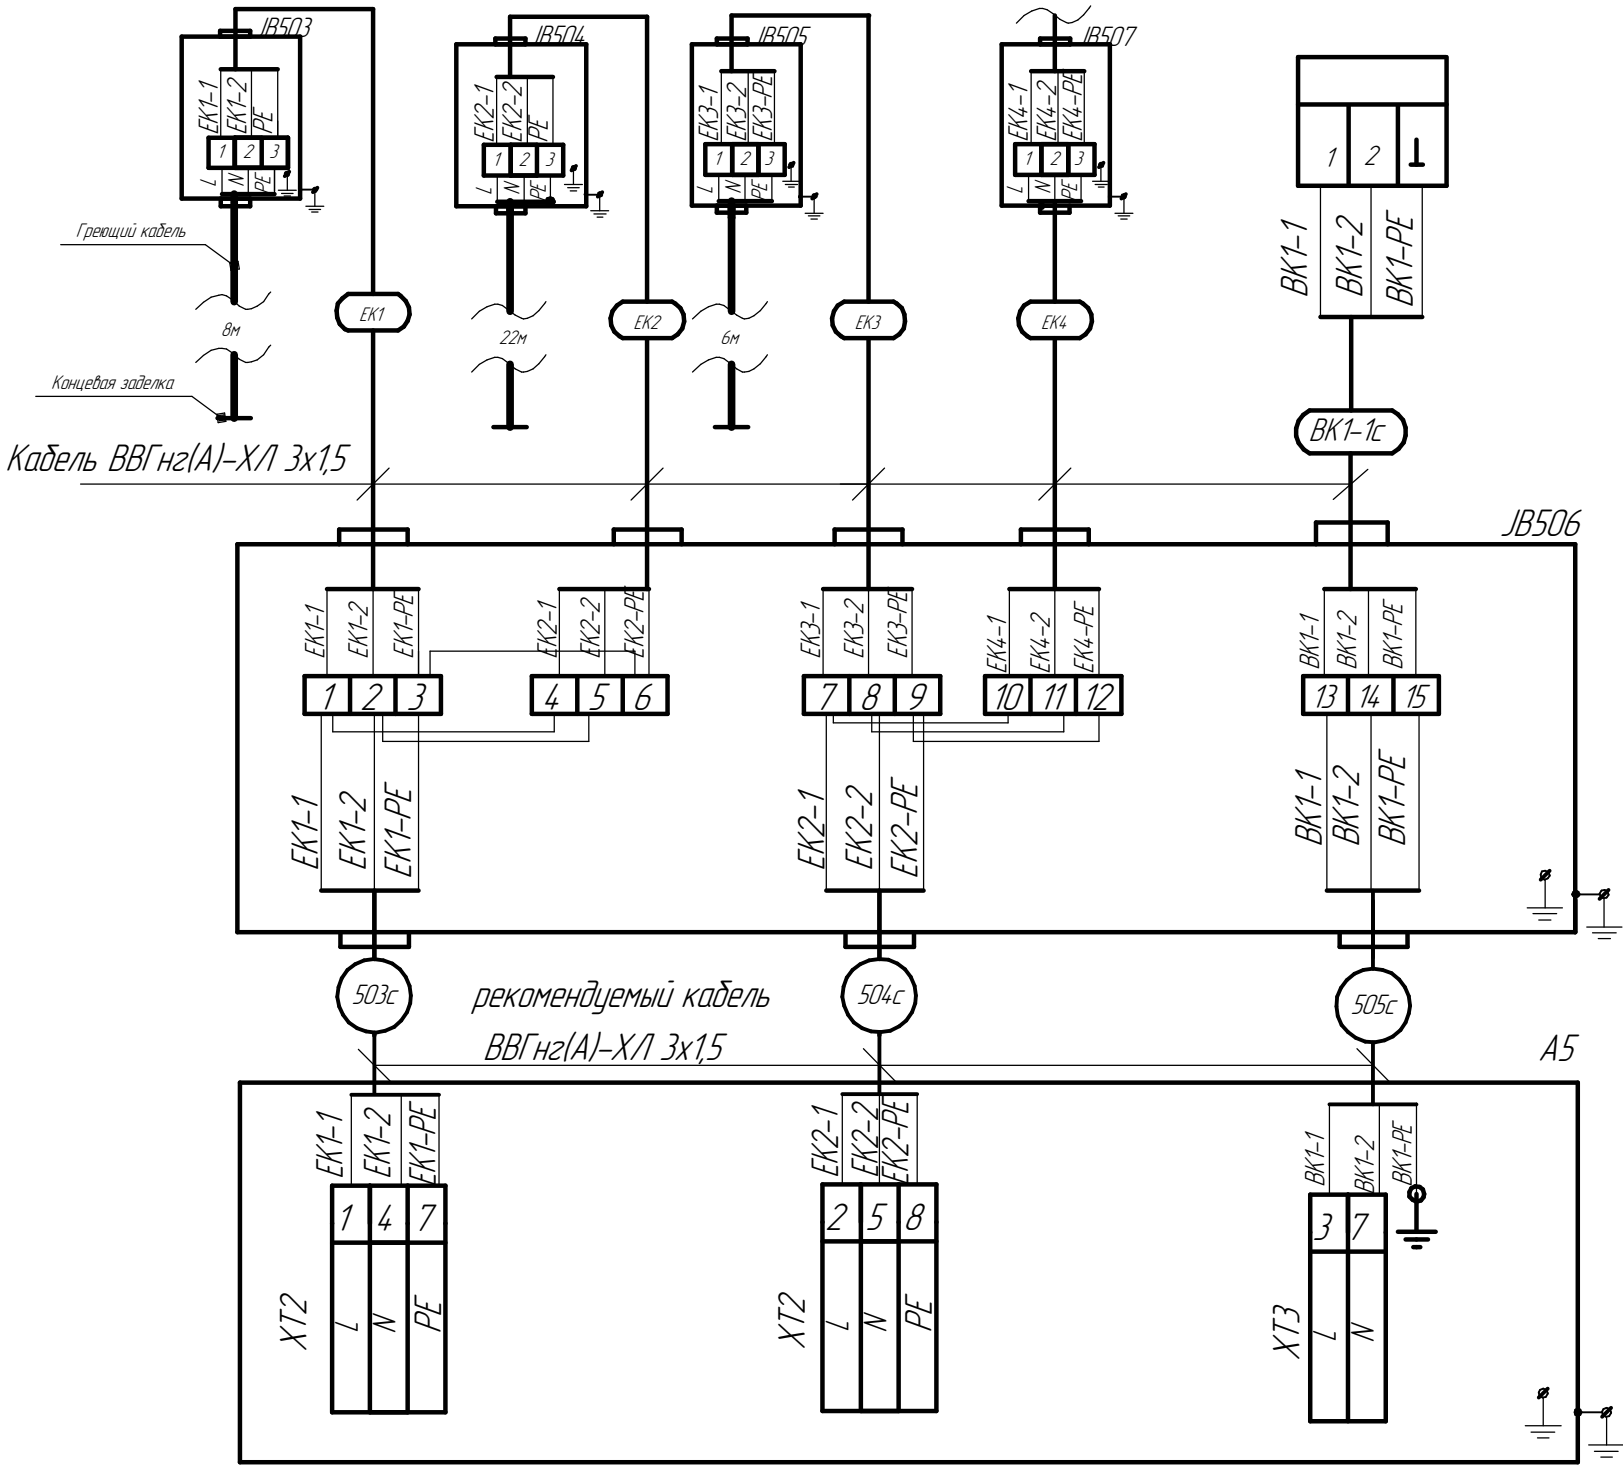 JB503
JB504
JB505
JB507
EK1-1 EK1-2 PE
1 2 3
L N PE
EK2-1 EK2-2 PE
1 2 3
L N PE
EK3-1 EK3-2 EK3-PE
1 2 3
L N PE
EK4-1 EK4-2 EK4-PE
1 2 3
L N PE
1 2
BK1-1 BK1-2 BK1-PE
Греющий кабель
8м
22м
6м
EK1
EK2
EK3
EK4
BK1-1c
Концевая заделка
Кабель ВВГнг(А)-ХЛ 3х1,5
JB506
EK1-1 EK1-2 EK1-PE
EK2-1 EK2-2 EK2-PE
EK3-1 EK3-2 EK3-PE
EK4-1 EK4-2 EK4-PE
BK1-1 BK1-2 BK1-PE
1 2 3
4 5 6
7 8 9
10 11 12
13 14 15
EK1-1 EK1-2 EK1-PE
EK2-1 EK2-2 EK2-PE
BK1-1 BK1-2 BK1-PE
503c
рекомендуемый кабель
504c
505c
ВВГнг(А)-ХЛ 3х1,5
A5
EK1-1 EK1-2 EK1-PE
EK2-1 EK2-2 EK2-PE
BK1-1 BK1-2 BK1-PE
1 4 7
2 5 8
3 7
XT2
L N PE
XT2
L N PE
XT3
L N